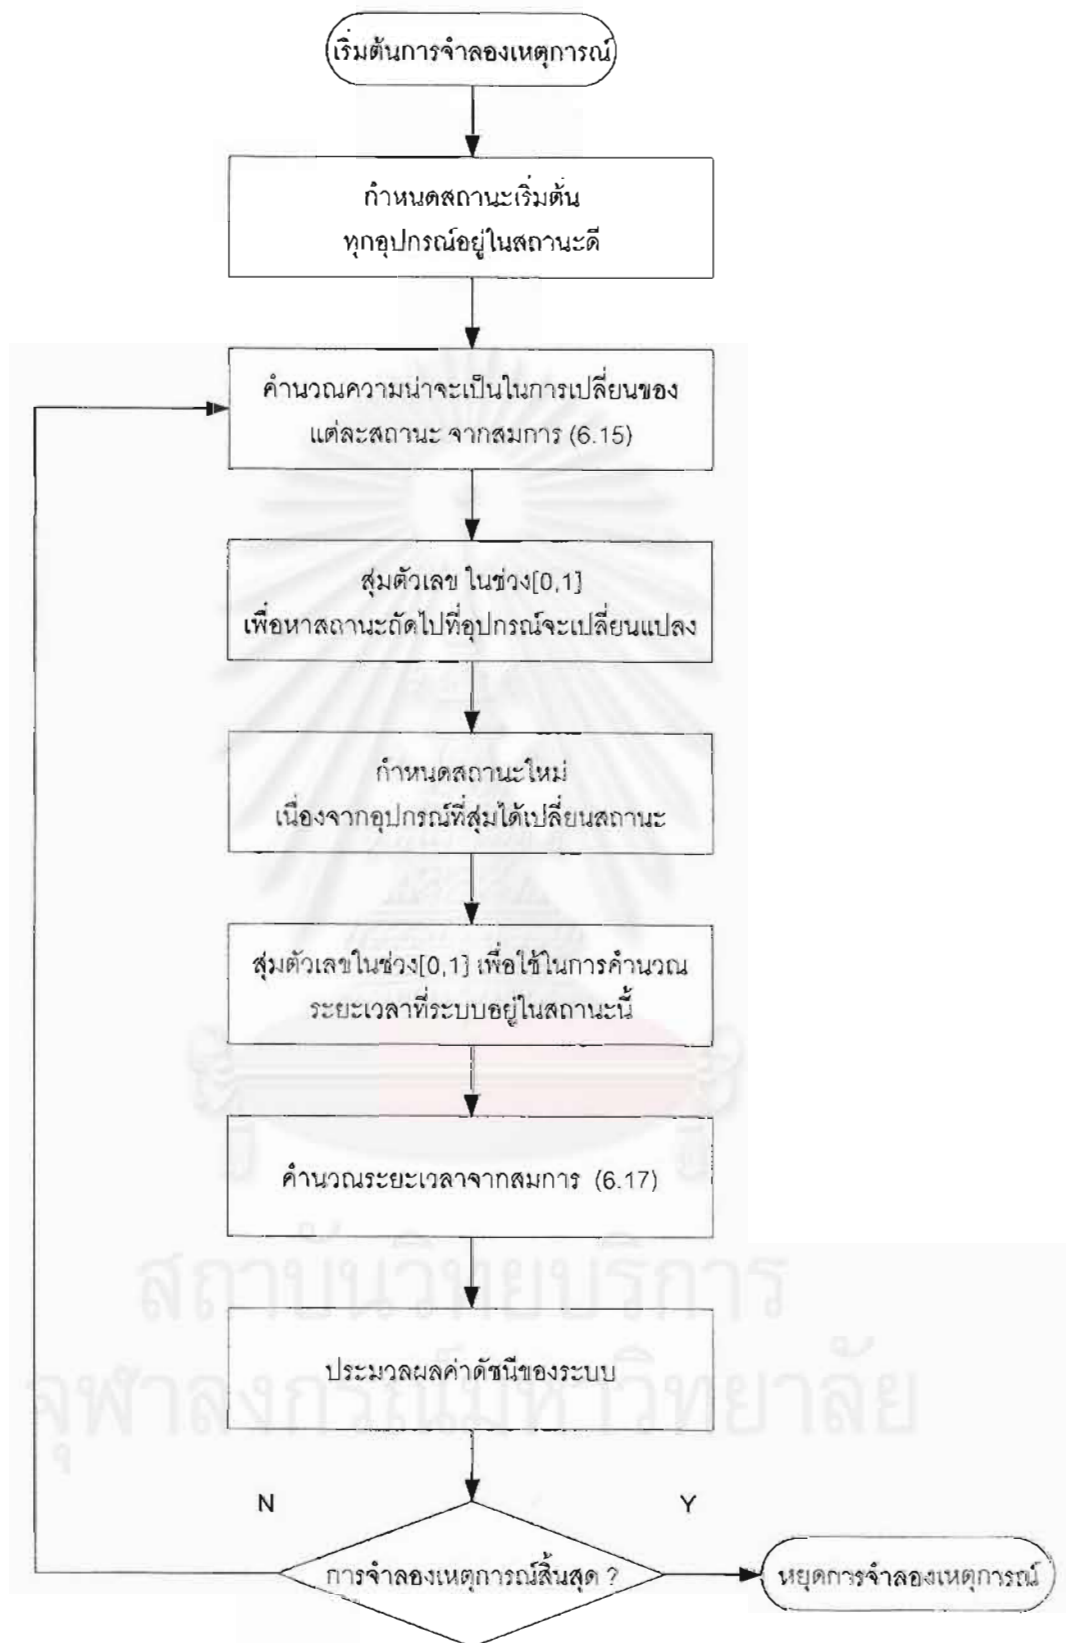 เริ่มต้นการจำลองเหตุการณ์
กำหนดสถานะเริ่มต้น
ทุกอุปกรณ์อยู่ในสถานะดี
คำนวณความน่าจะเป็นในการเปลี่ยนของ
แต่ละสถานะ จากสมการ (6.15)
สุ่มตัวเลข ในช่วง[0,1]
เพื่อหาสถานะถัดไปที่อุปกรณ์จะเปลี่ยนแปลง
กำหนดสถานะใหม่
เนื่องจากอุปกรณ์ที่สุ่มได้เปลี่ยนสถานะ
สุ่มตัวเลขในช่วง[0,1] เพื่อใช้ในการคำนวณ
ระยะเวลาที่ระบบอยู่ในสถานะนี้
คำนวณระยะเวลาจากสมการ (6.17)
สถาบันวิทยบริการ
ประมวลผลค่าดัชนีของระบบ
จุฬาลงกรณ์มหาวิทยาลัย
N
Y
การจำลองเหตุการณ์สิ้นสุด ?
หยุดการจำลองเหตุการณ์